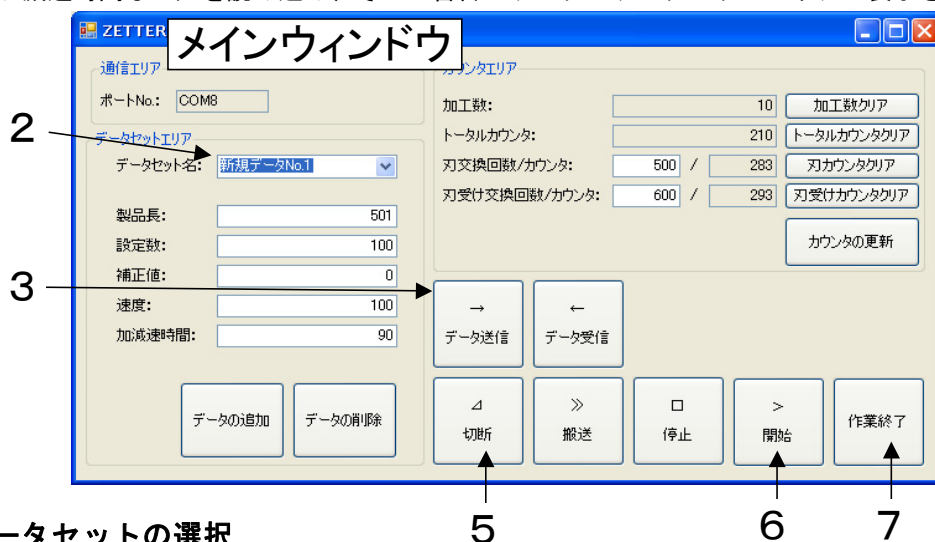 ZETTER
メインウィンドウ
通信エリア
ポートNo.: COM8
2
データセットエリア
データセット名: 新規データNo.1
製品長: 501
設定数: 100
補正値: 0
3
速度: 100
加減速時間: 90
データの追加
データの削除
カウンタエリア
加工数: 10 加工数クリア
トータルカウンタ: 210 トータルカウンタクリア
刃交換回数/カウンタ: 500 / 283 刃カウンタクリア
刃受け交換回数/カウンタ: 600 / 293 刃受けカウンタクリア
カウンタの更新
→
データ送信
←
データ受信
⊿
切断
≫
搬送
□
停止
>
開始
作業終了
5
6
7
ータセットの選択